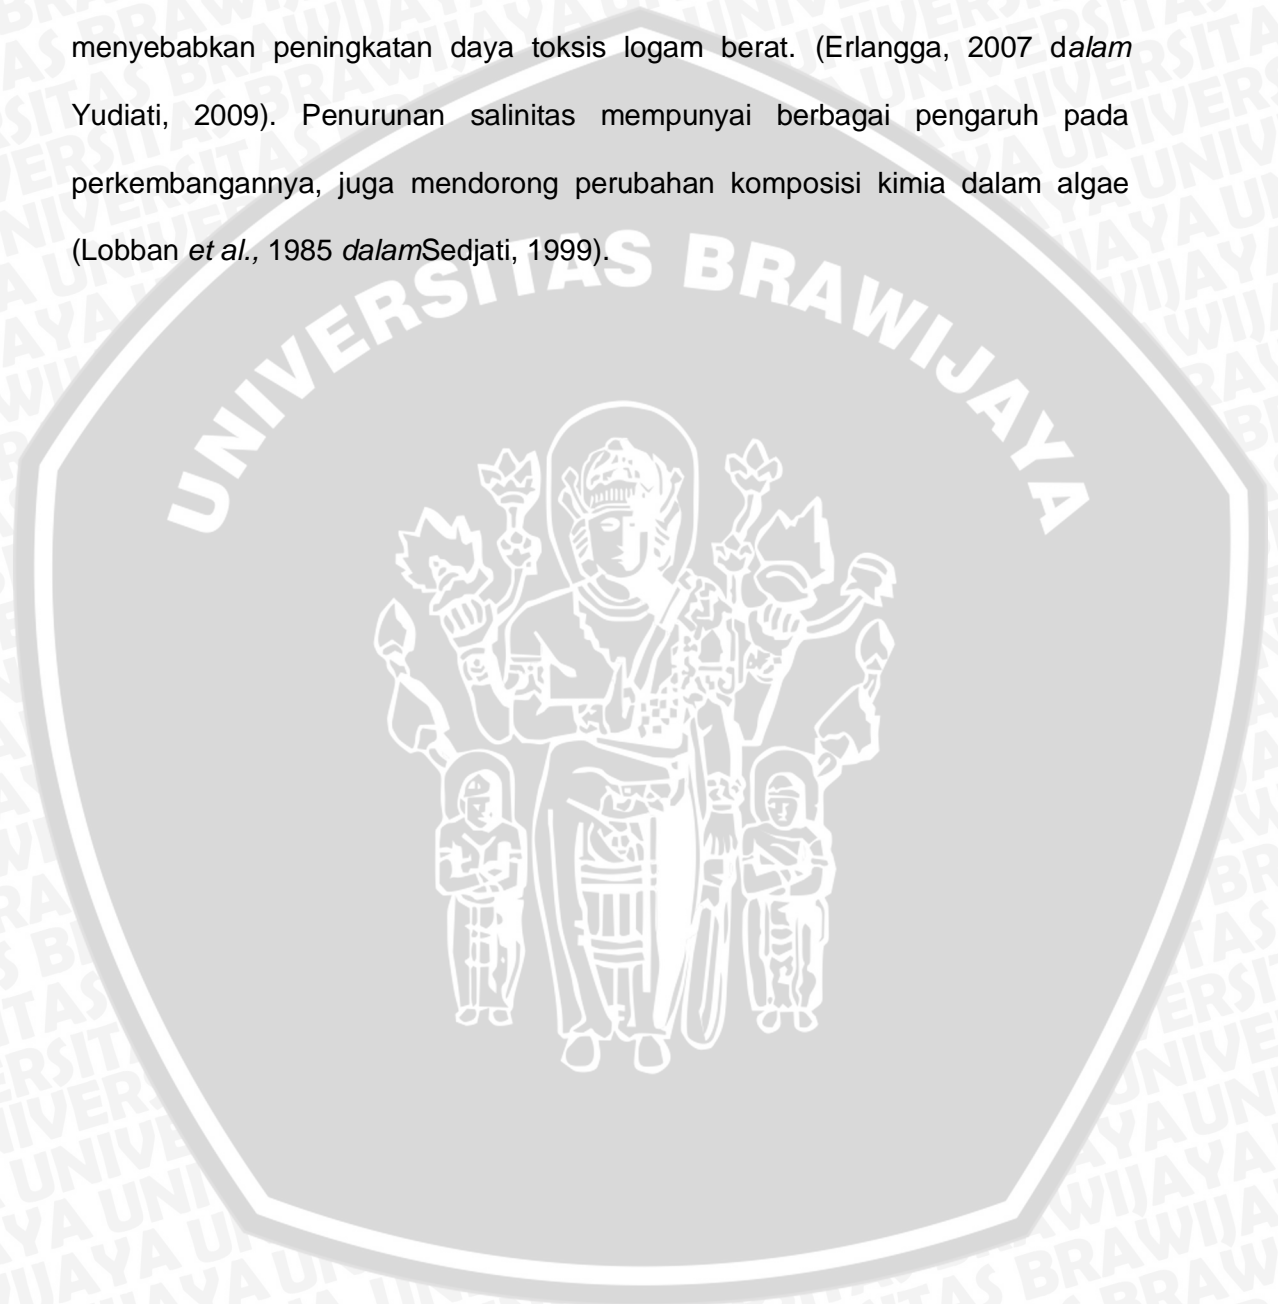 menyebabkan peningkatan daya toksis logam berat. (Erlangga, 2007 dalam
Yudiati, 2009). Penurunan salinitas mempunyai berbagai pengaruh pada
perkembangannya, juga mendorong perubahan komposisi kimia dalam algae
(Lobban et al., 1985 dalamSedjati, 1999).
UNIVERSITAS BRAWIJAYA